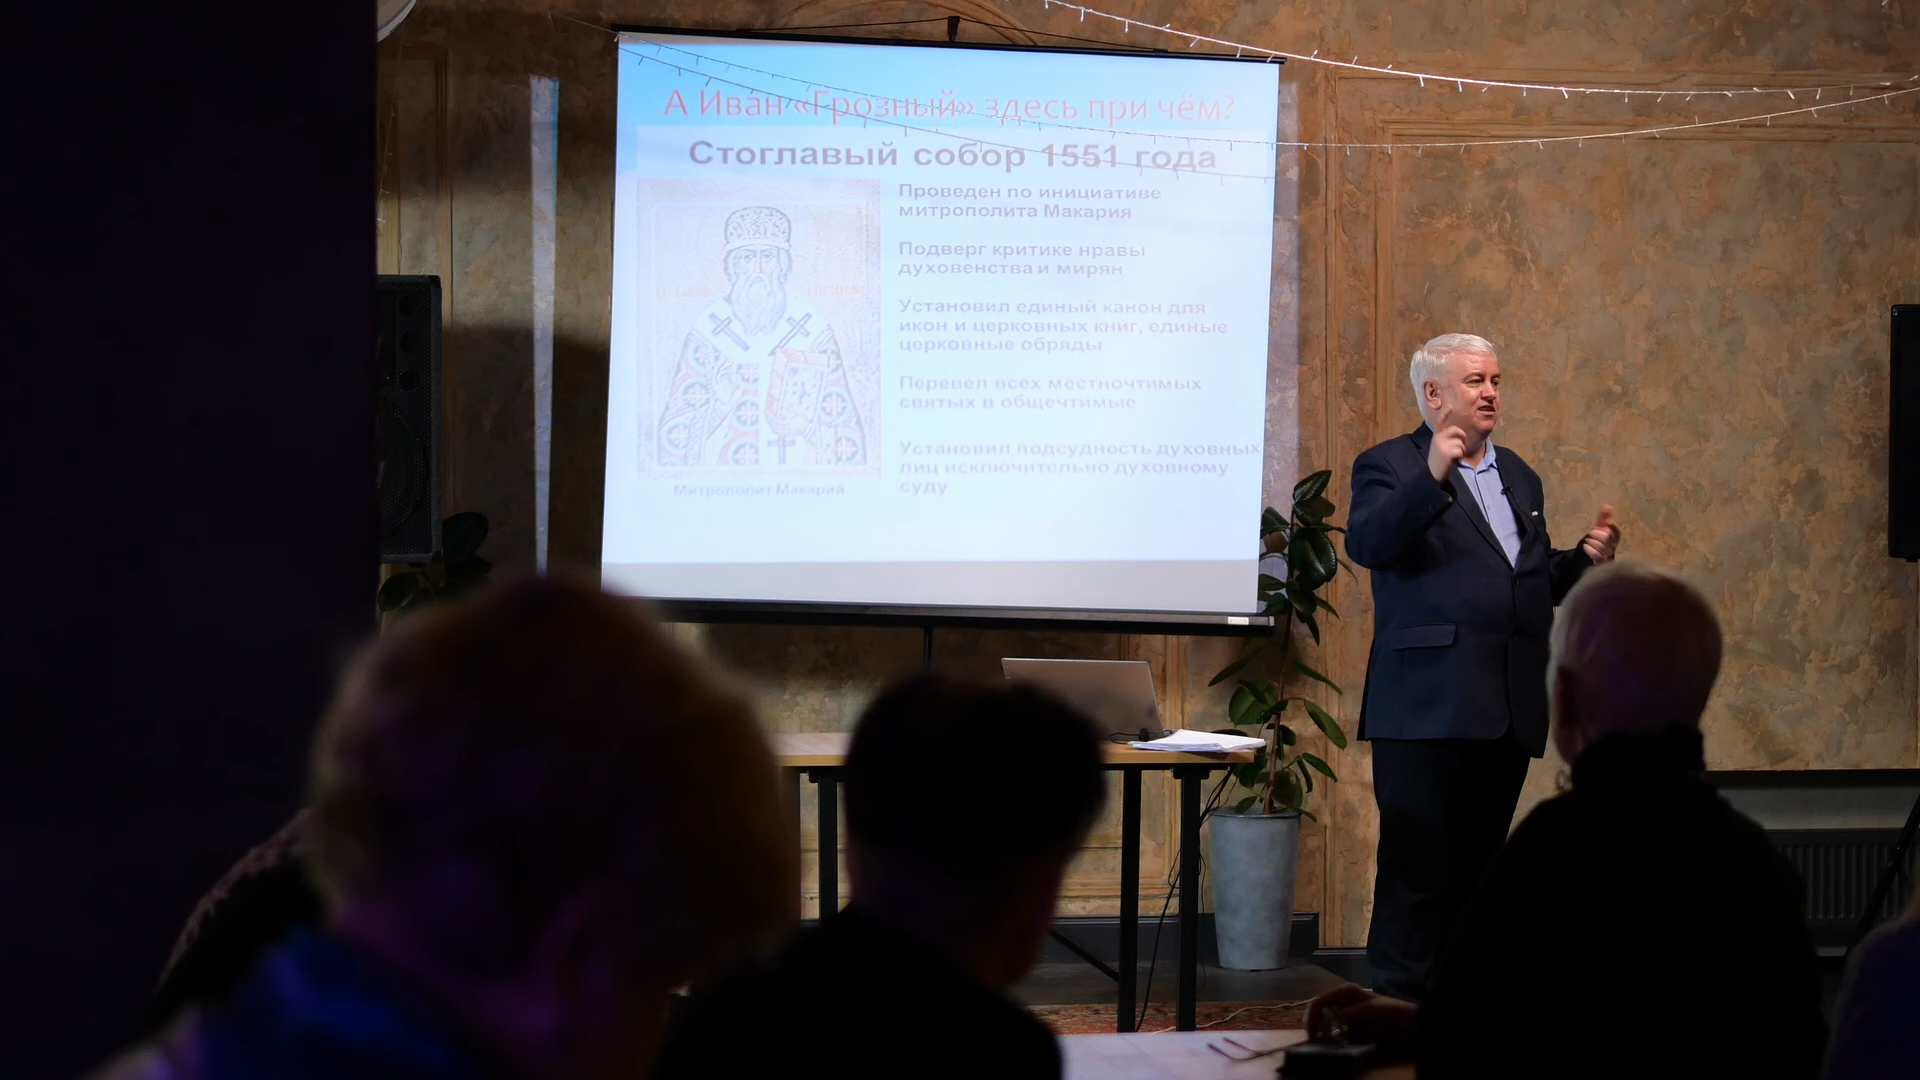 А Иван «Грозный» здесь при чём?
Стоглавый собор 1551 года
Проведен по инициативе
митрополита Макария
Подверг критике нравы
духовенства и мирян
Установил единый канон для
икон и церковных книг, единые
церковные обряды
Перевел всех местночтимых
святых в общечтимые
Установил подсудность духовных
лиц исключительно духовному
суду
Митрополит Макарий